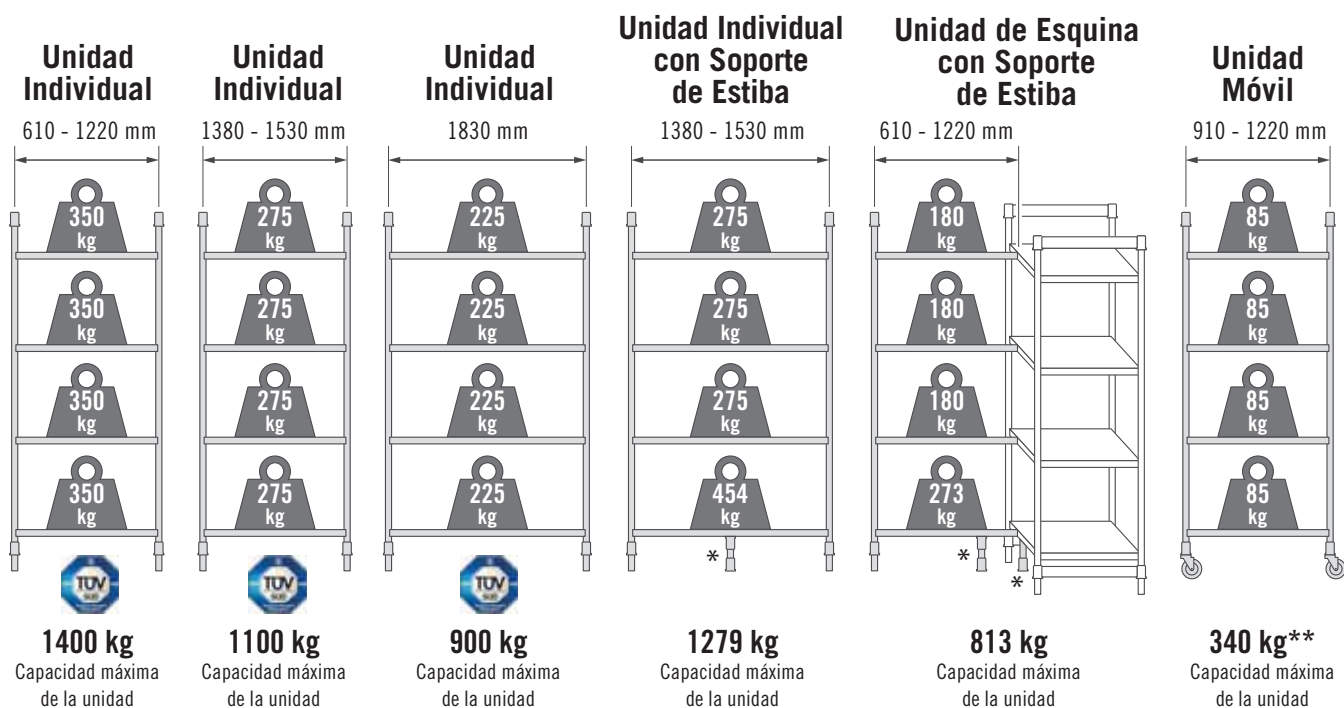 Unidad
Individual
610 - 1220 mm
350
kg
350
kg
350
kg
350
kg
TÜV
SÜD
1400 kg
Capacidad máxima
de la unidad
Unidad
Individual
1380 - 1530 mm
275
kg
275
kg
275
kg
275
kg
TÜV
SÜD
1100 kg
Capacidad máxima
de la unidad
Unidad
Individual
1830 mm
225
kg
225
kg
225
kg
225
kg
TÜV
SÜD
900 kg
Capacidad máxima
de la unidad
Unidad Individual
con Soporte
de Estiba
1380 - 1530 mm
275
kg
275
kg
275
kg
454
kg
*
1279 kg
Capacidad máxima
de la unidad
Unidad de Esquina
con Soporte
de Estiba
610 - 1220 mm
180
kg
180
kg
180
kg
273
kg
*
*
813 kg
Capacidad máxima
de la unidad
Unidad
Móvil
910 - 1220 mm
85
kg
85
kg
85
kg
85
kg
340 kg**
Capacidad máxima
de la unidad